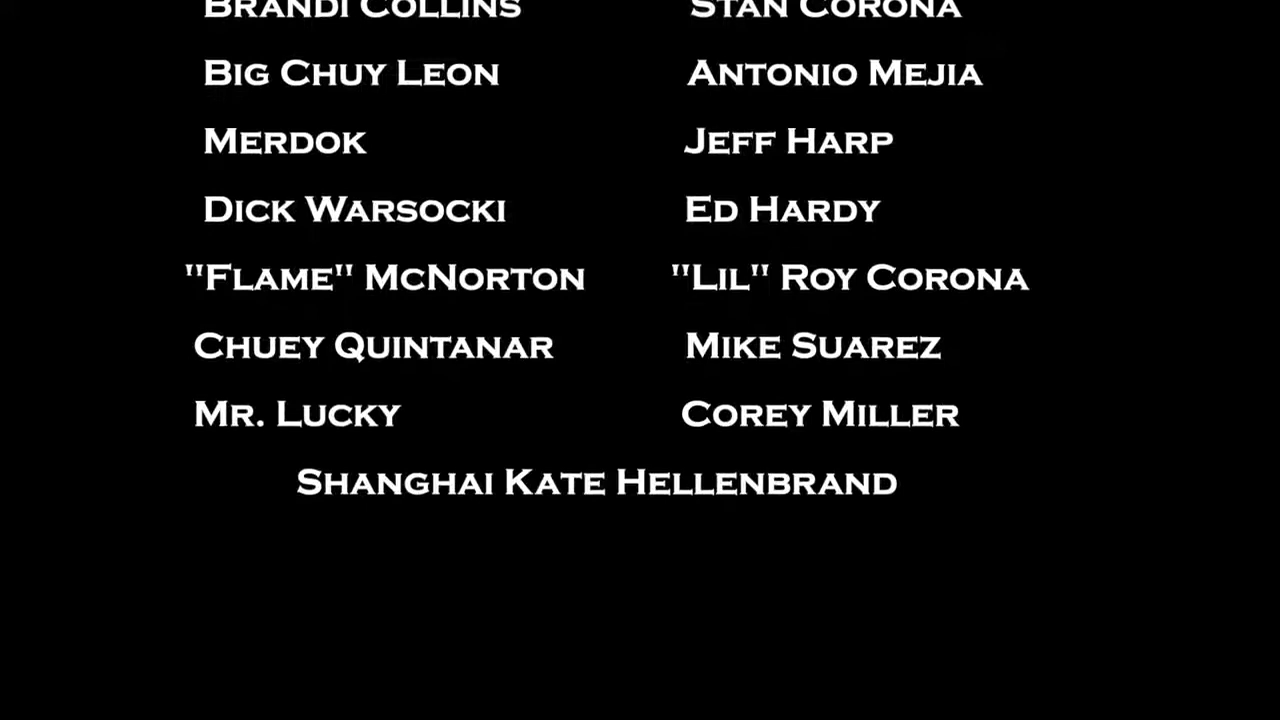 Brandi Collins Stan Corona
Big Chuy Leon Antonio Mejia
Merdok Jeff Harp
Dick Warsocki Ed Hardy
"Flame" McNorton "Lil" Roy Corona
Chuey Quintanar Mike Suarez
Mr. Lucky Corey Miller
Shanghai Kate Hellenbrand